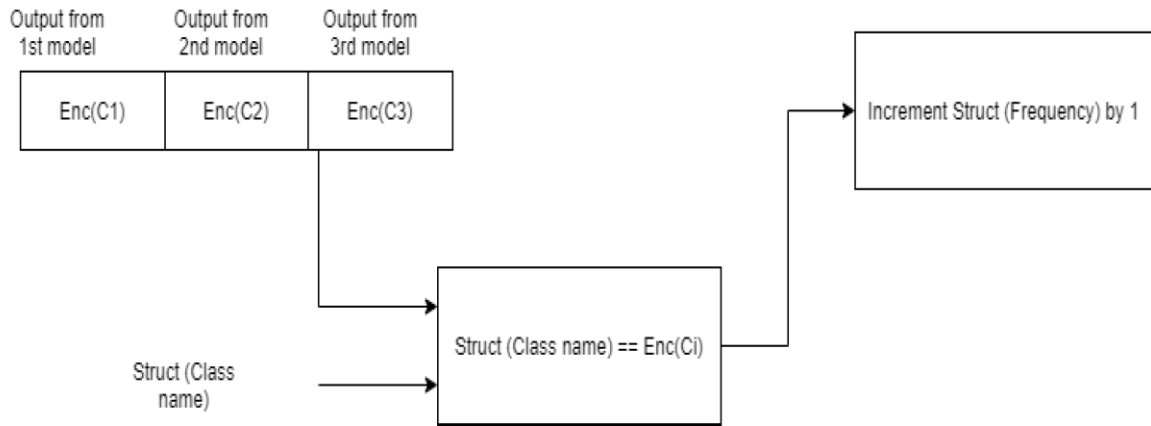 Output from
1st model
Output from
2nd model
Output from
3rd model
Enc(C1)
Enc(C2)
Enc(C3)
Increment Struct (Frequency) by 1
Struct (Class name) == Enc(Ci)
Struct (Class
name)